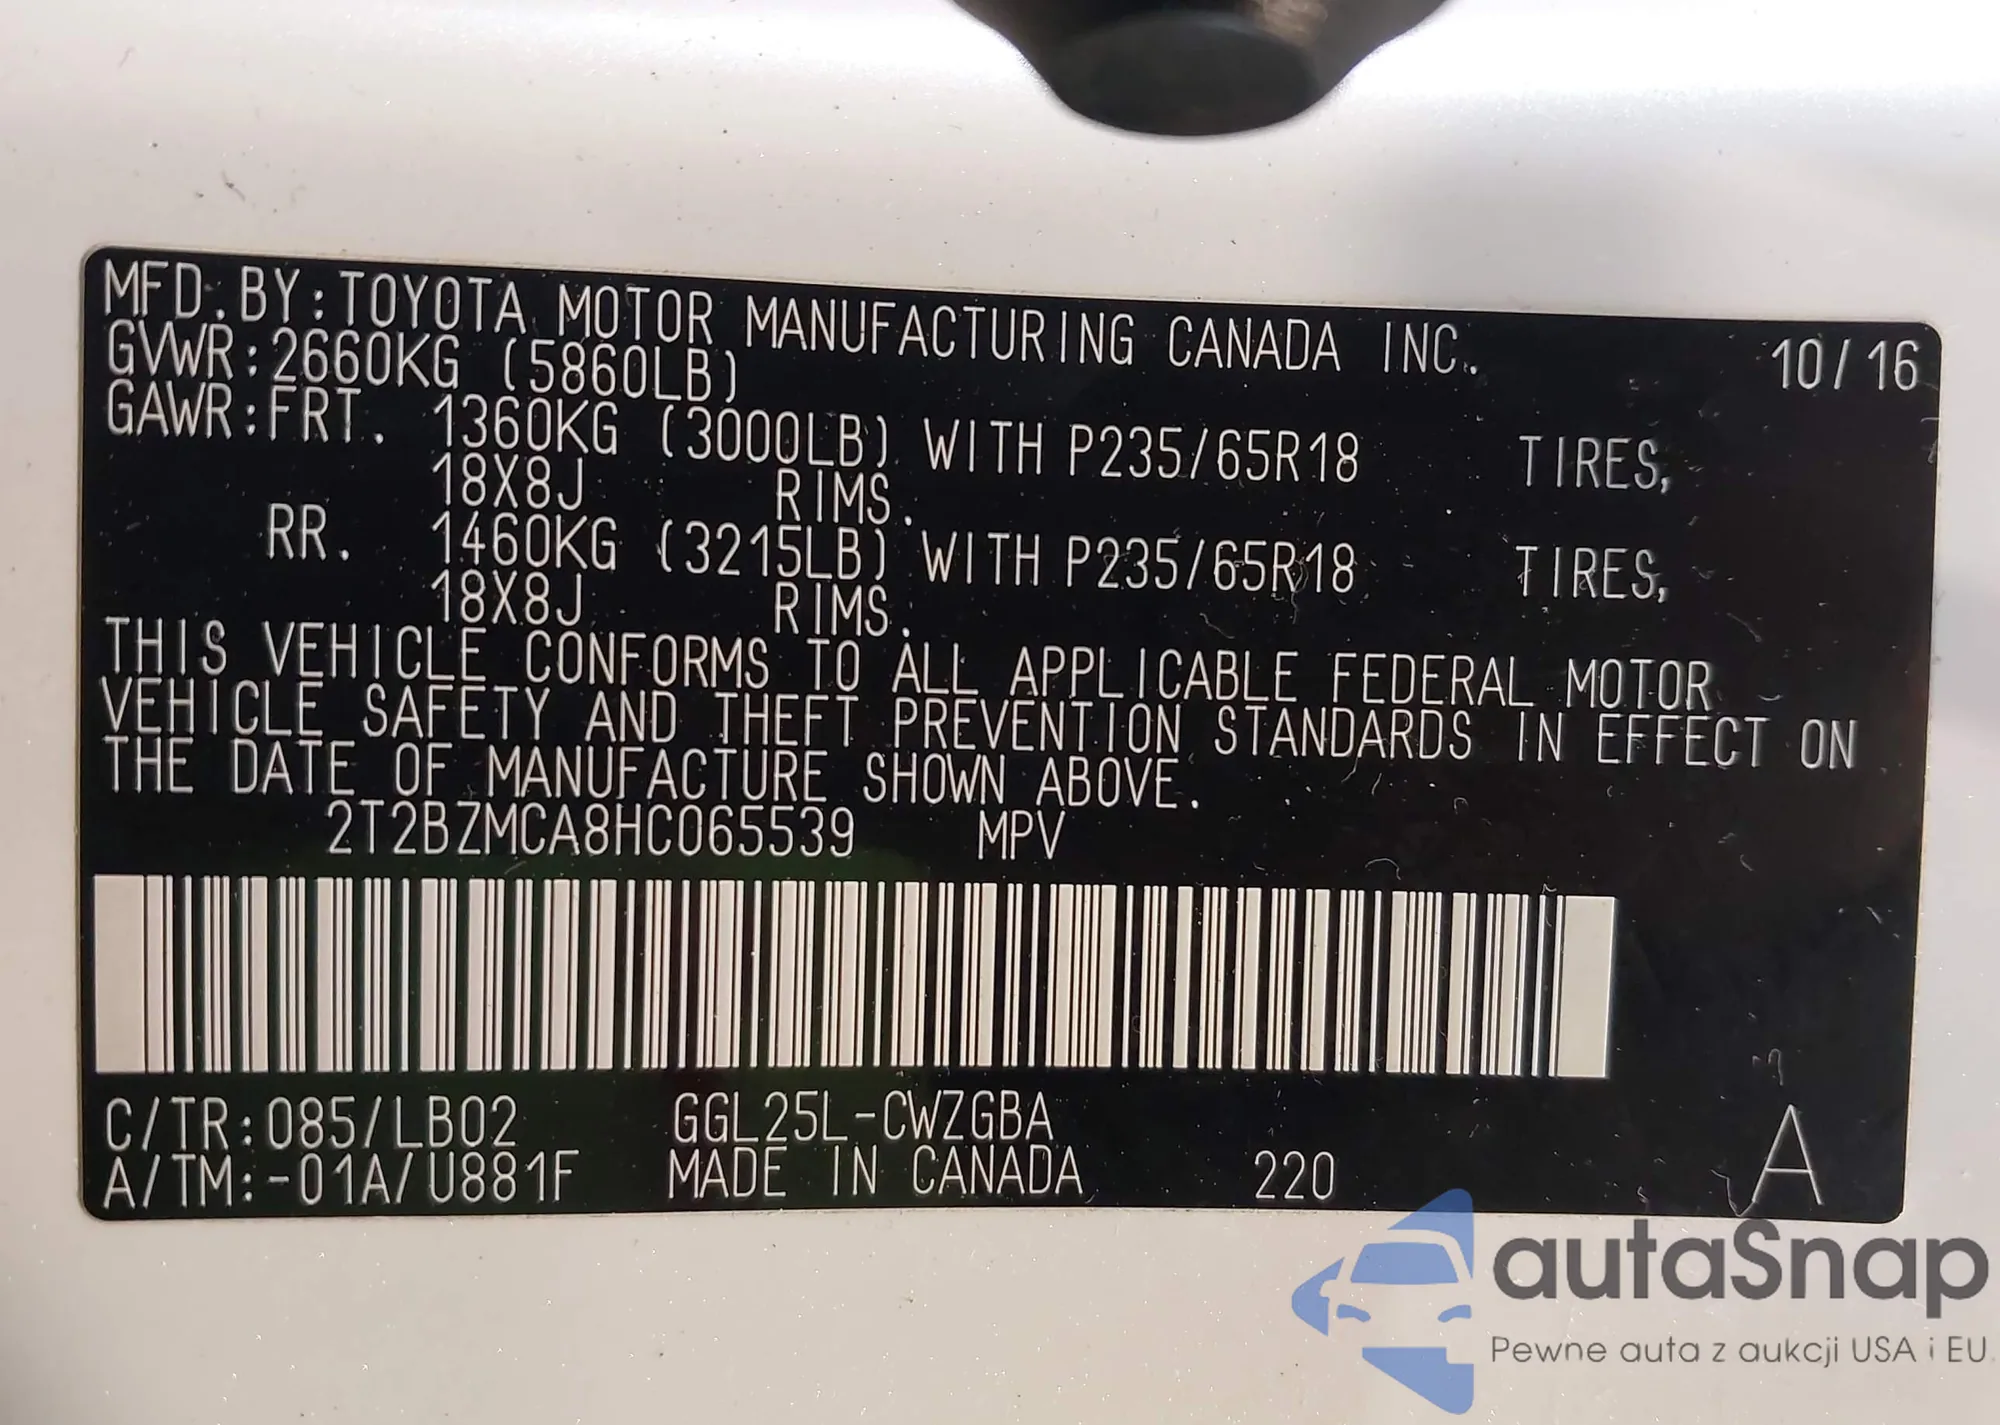 MFD. BY: TOYOTA MOTOR MANUFACTURING CANADA INC. 10/16
GVWR: 2660KG (5860LB)
GAWR: FRT. 1360KG (3000LB) WITH P235/65R18 TIRES,
18X8J RIMS.
RR. 1460KG (3215LB) WITH P235/65R18 TIRES,
18X8J RIMS.
THIS VEHICLE CONFORMS TO ALL APPLICABLE FEDERAL MOTOR
VEHICLE SAFETY AND THEFT PREVENTION STANDARDS IN EFFECT ON
THE DATE OF MANUFACTURE SHOWN ABOVE.
2T2BZMCA8HC065539 MPV
C/TR: 085/LB02 GGL25L-CWZGBA
A/TM: -01A/U881F MADE IN CANADA 220 A
autaSnap
Pewne auta z aukcji USA i EU